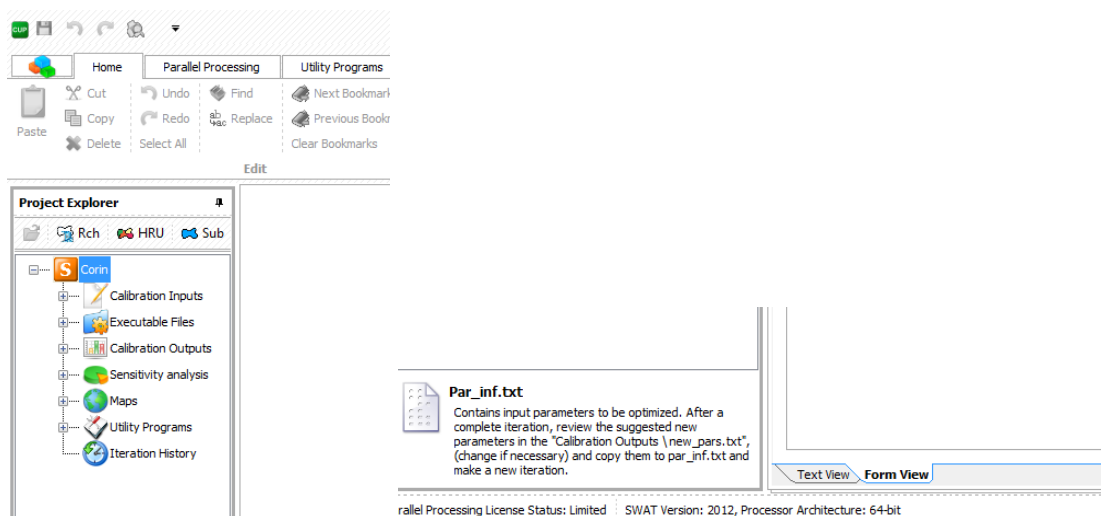 CUP
Home Parallel Processing Utility Programs
Cut Undo Find Next Bookmark
Paste Copy Redo Replace Previous Bookm
Delete Select All Clear Bookmarks
Edit
Project Explorer
Rch HRU Sub
S Corin
Calibration Inputs
Executable Files
Calibration Outputs
Sensitivity analysis
Maps
Utility Programs
Iteration History
Par_inf.txt
Contains input parameters to be optimized. After a
complete iteration, review the suggested new
parameters in the "Calibration Outputs \new_pars.txt",
(change if necessary) and copy them to par_inf.txt and
make a new iteration.
Text View Form View
rallel Processing License Status: Limited SWAT Version: 2012, Processor Architecture: 64-bit